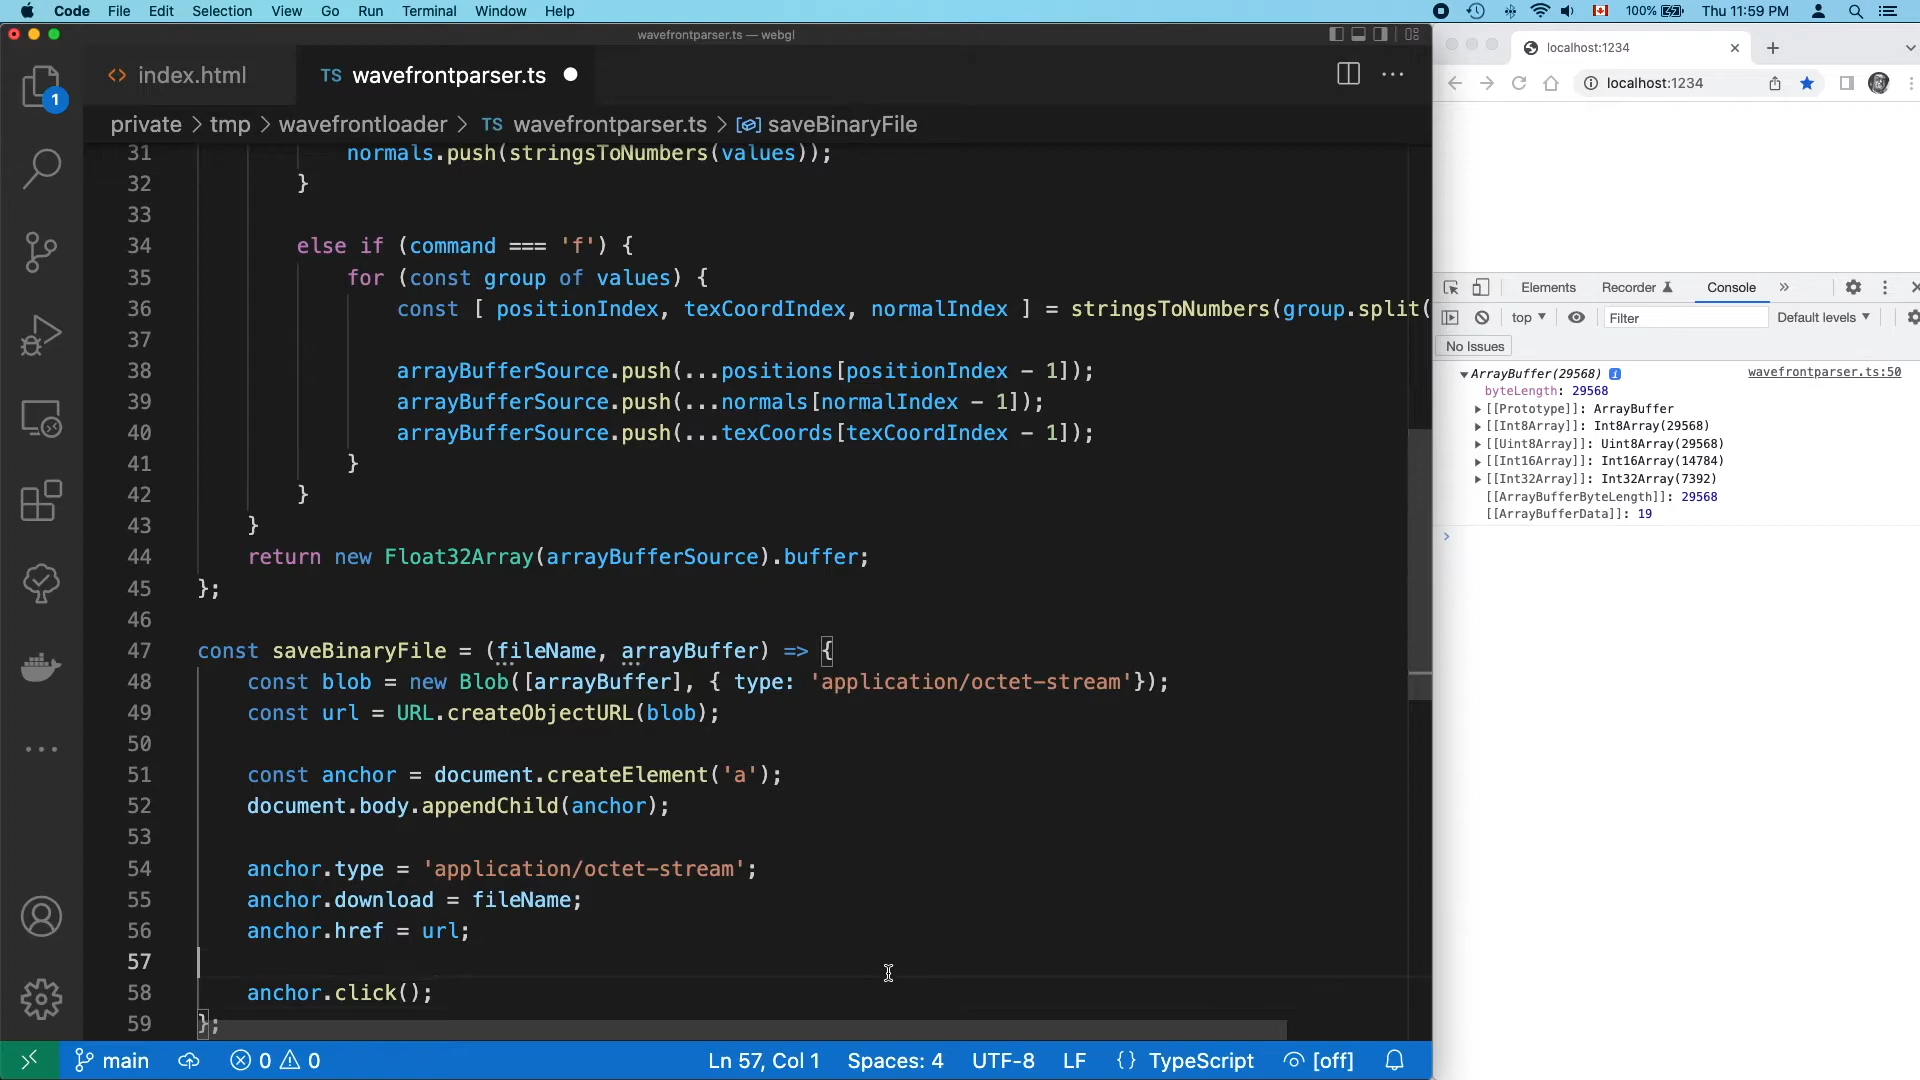 Code File Edit Selection View Go Run Terminal Window Help 100% Thu 11:59 PM
wavefrontparser.ts — webgl
index.html TS wavefrontparser.ts
private > tmp > wavefrontloader > TS wavefrontparser.ts > saveBinaryFile
1
31 normals.push(stringsToNumbers(values));
32 }
33
34 else if (command === 'f') {
35 for (const group of values) {
36 const [ positionIndex, texCoordIndex, normalIndex ] = stringsToNumbers(group.split(
37
38 arrayBufferSource.push(...positions[positionIndex - 1]);
39 arrayBufferSource.push(...normals[normalIndex - 1]);
40 arrayBufferSource.push(...texCoords[texCoordIndex - 1]);
41 }
42 }
43 }
44 return new Float32Array(arrayBufferSource).buffer;
45 };
46
47 const saveBinaryFile = (fileName, arrayBuffer) => {
48 const blob = new Blob([arrayBuffer], { type: 'application/octet-stream'});
49 const url = URL.createObjectURL(blob);
50
51 const anchor = document.createElement('a');
52 document.body.appendChild(anchor);
53
54 anchor.type = 'application/octet-stream';
55 anchor.download = fileName;
56 anchor.href = url;
57
58 anchor.click();
59 };
main 0 0 Ln 57, Col 1 Spaces: 4 UTF-8 LF {} TypeScript [off]
localhost:1234
localhost:1234
Elements Recorder Console »
top Filter Default levels
No Issues
ArrayBuffer(29568) i wavefrontparser.ts:50
byteLength: 29568
[[Prototype]]: ArrayBuffer
[[Int8Array]]: Int8Array(29568)
[[Uint8Array]]: Uint8Array(29568)
[[Int16Array]]: Int16Array(14784)
[[Int32Array]]: Int32Array(7392)
[[ArrayBufferByteLength]]: 29568
[[ArrayBufferData]]: 19